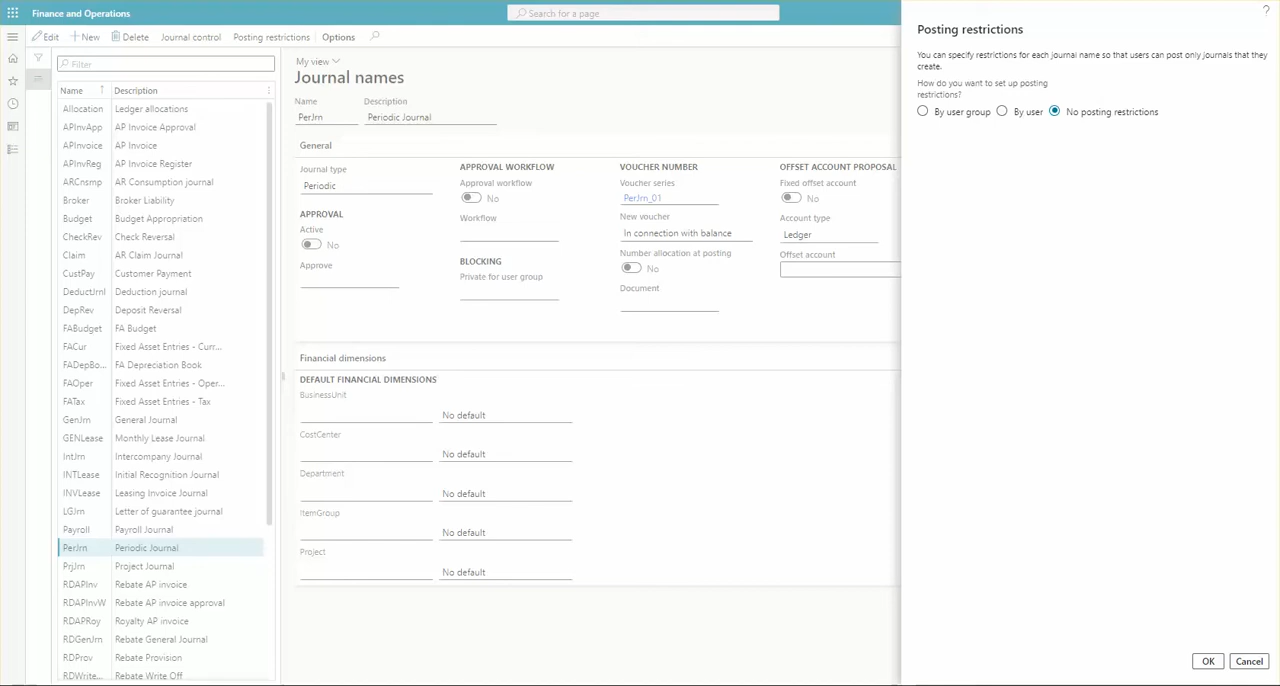 Finance and Operations
Search for a page
?
Edit
New
Delete
Journal control
Posting restrictions
Options
Filter
Name
Description
Allocation Ledger allocations
APInvApp AP Invoice Approval
APInvoice AP Invoice
APInvReg AP Invoice Register
ARCnsmp AR Consumption journal
Broker Broker Liability
Budget Budget Appropriation
CheckRev Check Reversal
Claim AR Claim Journal
CustPay Customer Payment
DeductJrnl Deduction journal
DepRev Deposit Reversal
FABudget FA Budget
FACur Fixed Asset Entries - Curr...
FADepBo... FA Depreciation Book
FAOper Fixed Asset Entries - Oper...
FATax Fixed Asset Entries - Tax
GenJrn General Journal
GENLease Monthly Lease Journal
IntJrn Intercompany Journal
INTLease Initial Recognition Journal
INVLease Leasing Invoice Journal
LGJrn Letter of guarantee journal
Payroll Payroll Journal
PerJrn Periodic Journal
PrjJrn Project Journal
RDAPInv Rebate AP invoice
RDAPInvW Rebate AP invoice approval
RDAPRoy Royalty AP invoice
RDGenJrn Rebate General Journal
RDProv Rebate Provision
RDWrite... Rebate Write Off
My view
Journal names
Name
Description
PerJrn
Periodic Journal
General
Journal type
Periodic
APPROVAL
Active
No
Approve
APPROVAL WORKFLOW
Approval workflow
No
Workflow
BLOCKING
Private for user group
VOUCHER NUMBER
Voucher series
PerJrn_01
New voucher
In connection with balance
Number allocation at posting
No
Document
OFFSET ACCOUNT PROPOSAL
Fixed offset account
No
Account type
Ledger
Offset account
Financial dimensions
DEFAULT FINANCIAL DIMENSIONS
BusinessUnit
No default
CostCenter
No default
Department
No default
ItemGroup
No default
Project
No default
Posting restrictions
You can specify restrictions for each journal name so that users can post only journals that they
create.
How do you want to set up posting
restrictions?
By user group
By user
No posting restrictions
OK
Cancel